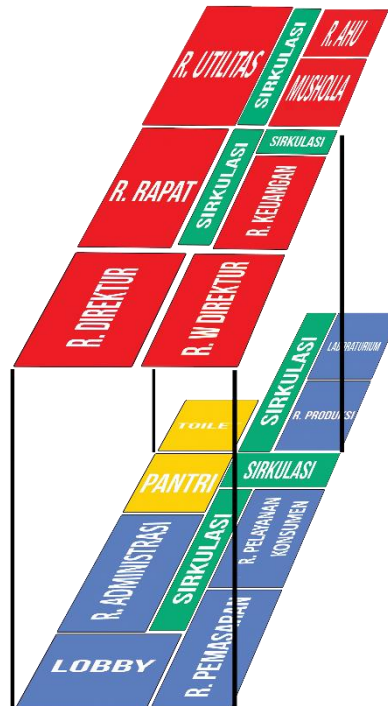 R. UTILITAS
SIRKULASI
R. AHU
MUSHOLLA
R. RAPAT
SIRKULASI
SIRKULASI
R. KEUANGAN
R. DIREKTUR
R. W DIREKTUR
SIRKULASI
LABORATURIUM
R. PRODUKSI
TOILE
PANTRI
SIRKULASI
R. ADMINISTRASI
SIRKULASI
R. PELAYANAN
KONSUMEN
LOBBY
R. PEMASARAN